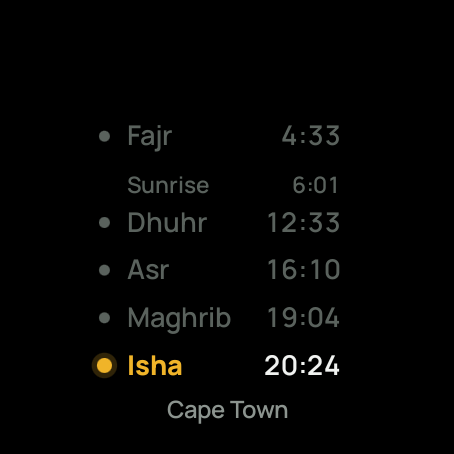 Fajr 4:33
Sunrise 6:01
Dhuhr 12:33
Asr 16:10
Maghrib 19:04
Isha 20:24
Cape Town